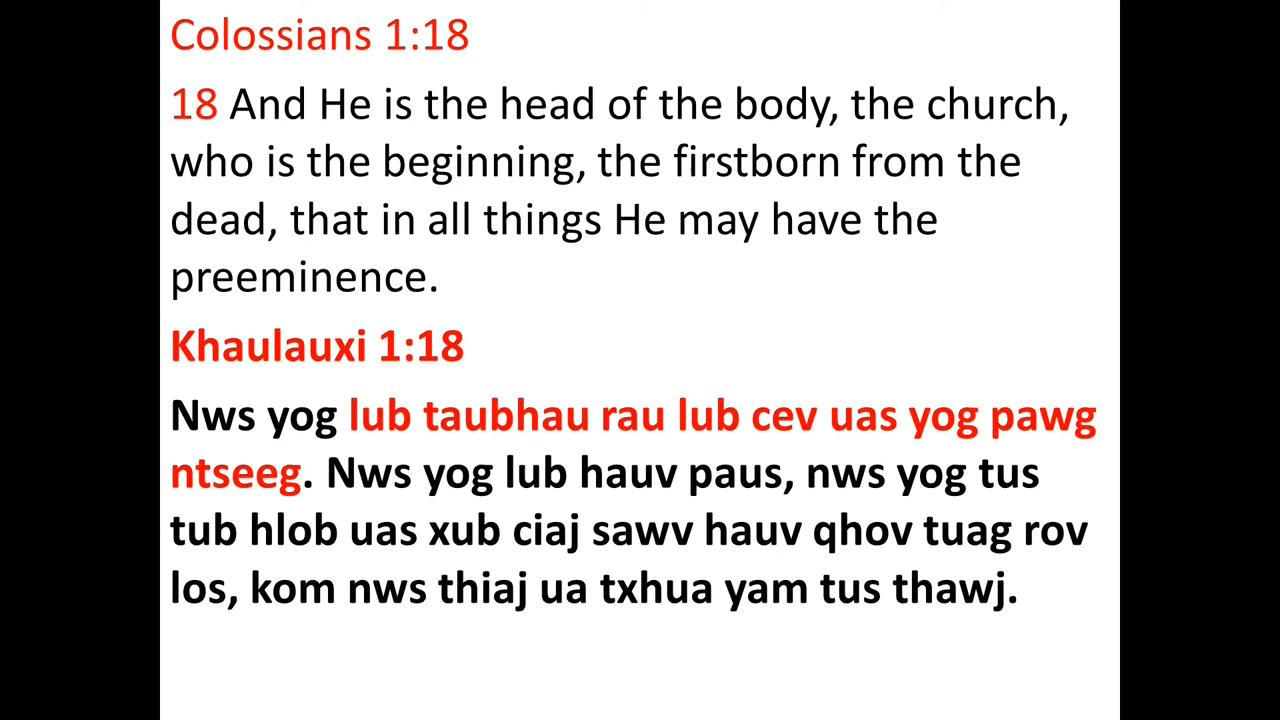 Colossians 1:18
18 And He is the head of the body, the church,
who is the beginning, the firstborn from the
dead, that in all things He may have the
preeminence.
Khaulauxi 1:18
Nws yog lub taubhau rau lub cev uas yog pawg
ntseeg. Nws yog lub hauv paus, nws yog tus
tub hlob uas xub ciaj sawv hauv qhov tuag rov
los, kom nws thiaj ua txhua yam tus thawj.